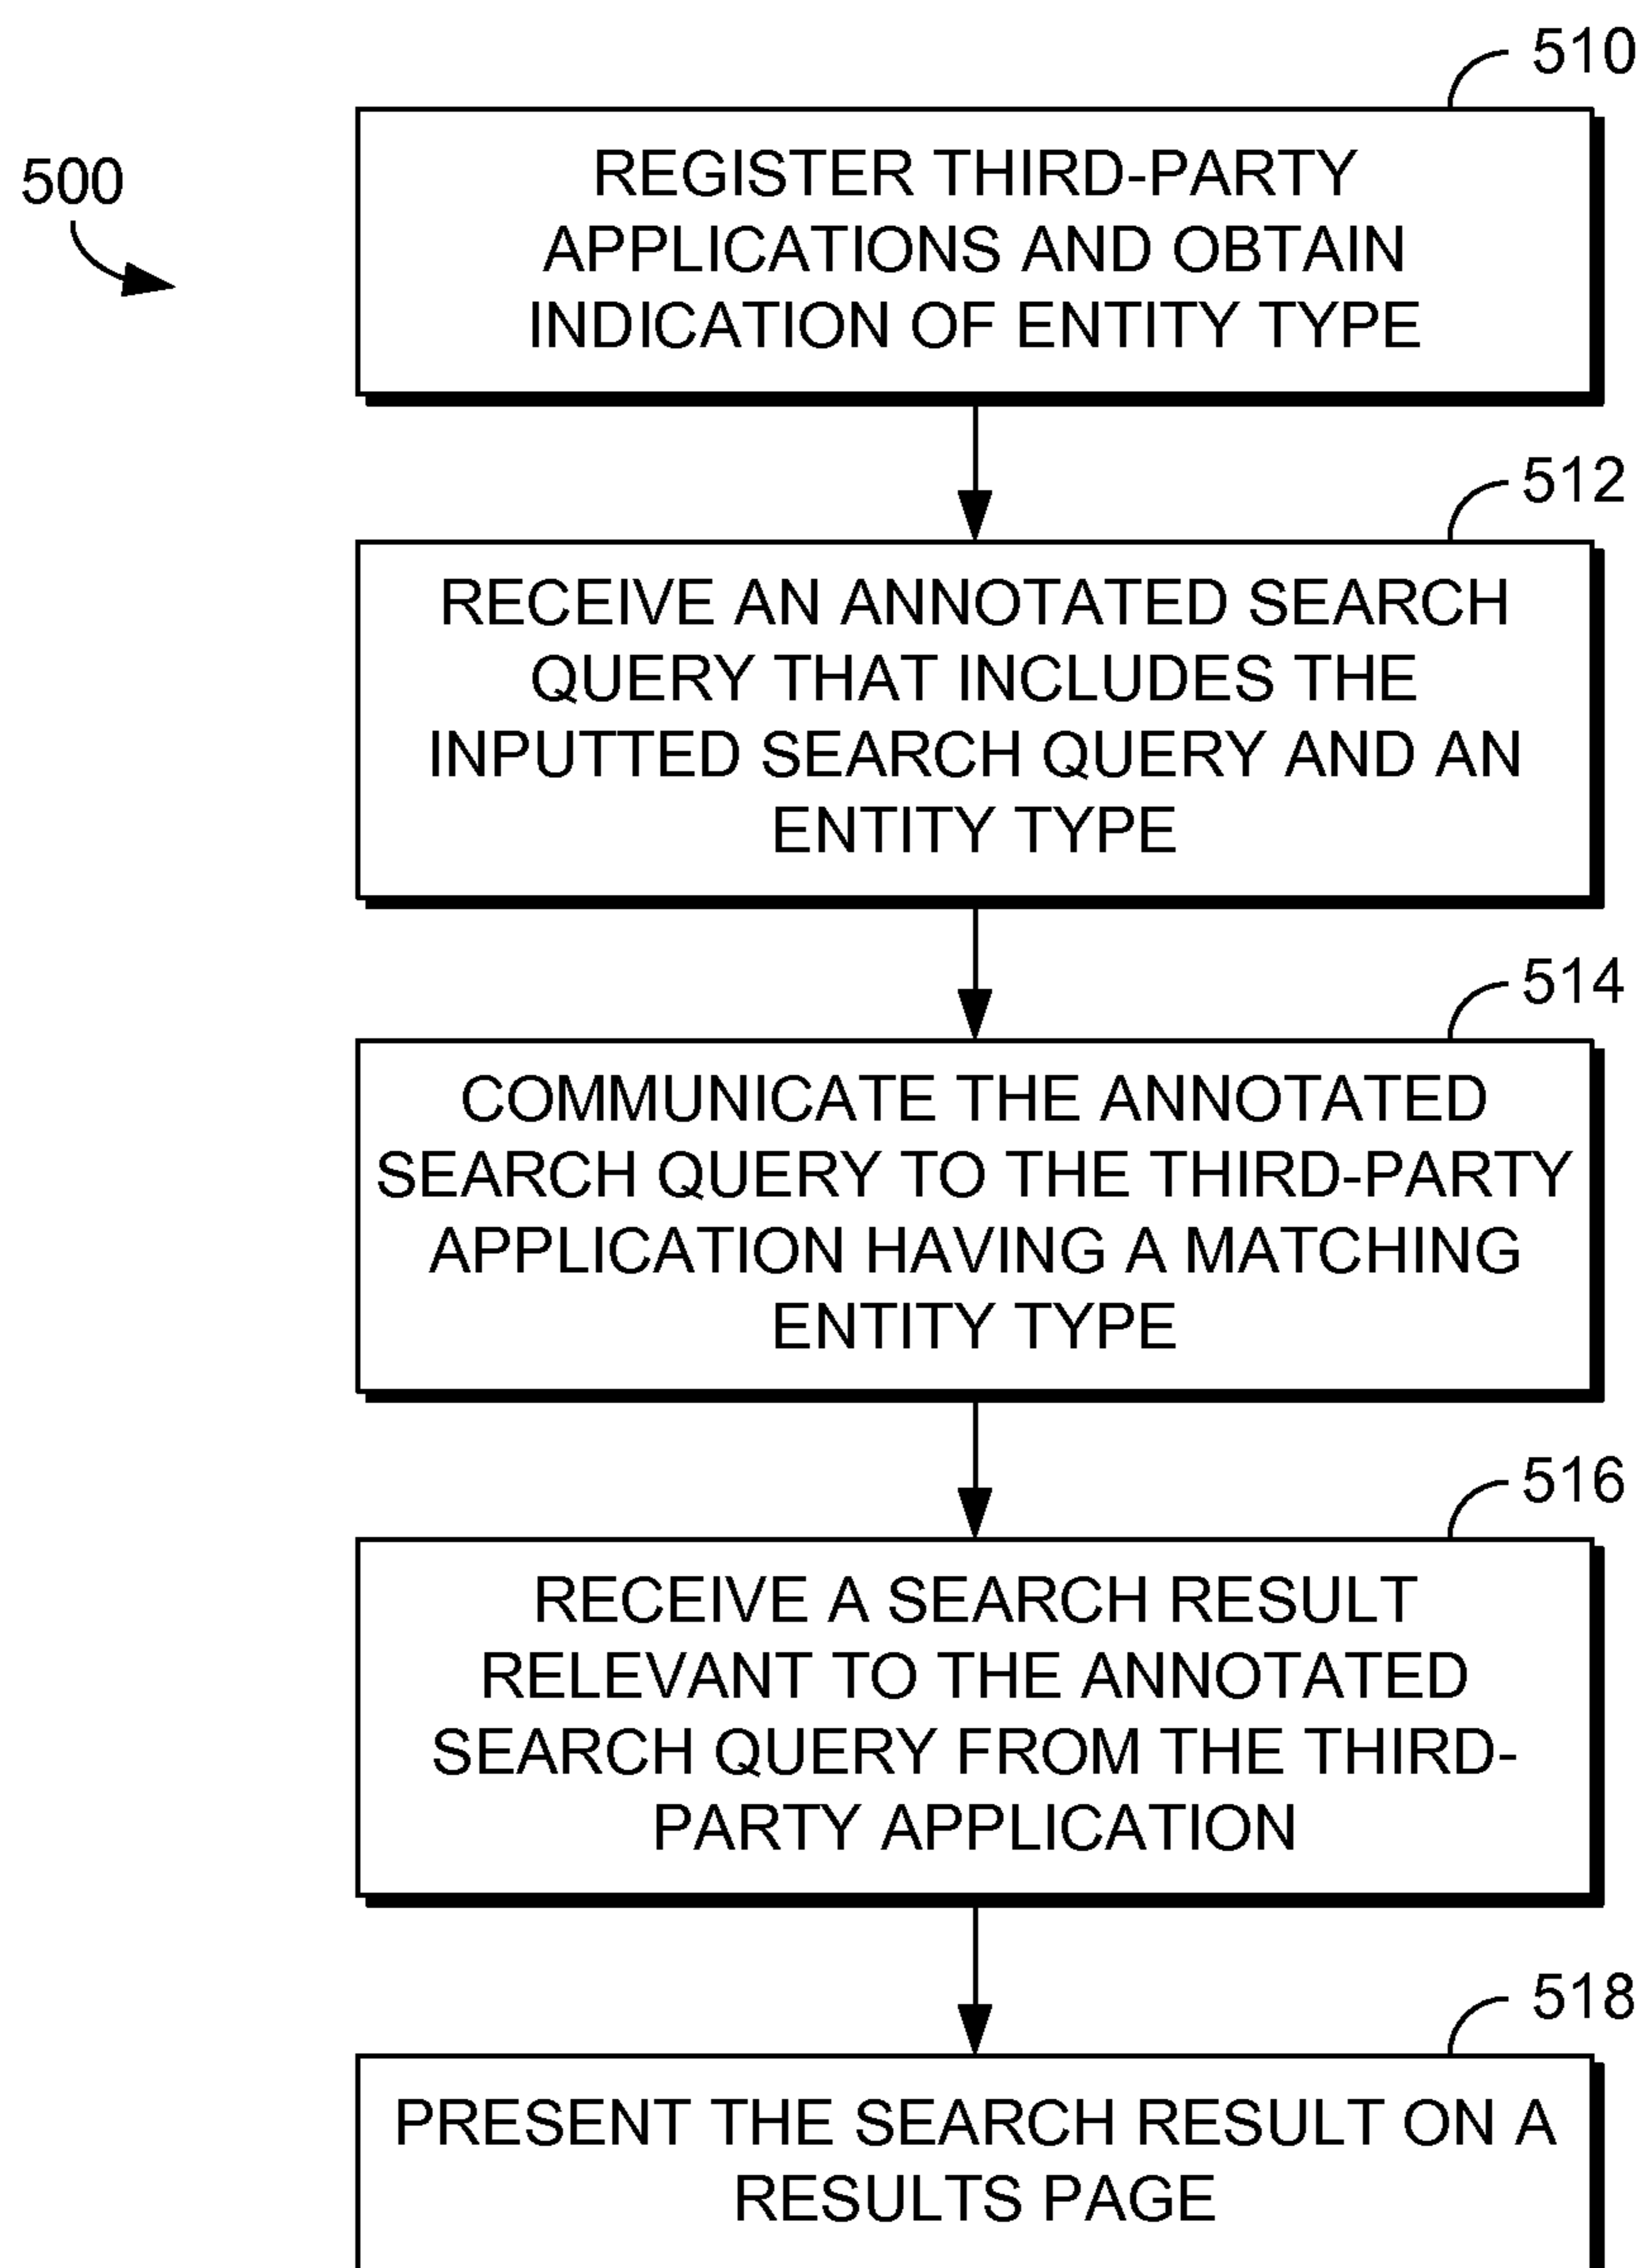 510
500
REGISTER THIRD-PARTY
APPLICATIONS AND OBTAIN
INDICATION OF ENTITY TYPE
512
RECEIVE AN ANNOTATED SEARCH
QUERY THAT INCLUDES THE
INPUTTED SEARCH QUERY AND AN
ENTITY TYPE
514
COMMUNICATE THE ANNOTATED
SEARCH QUERY TO THE THIRD-PARTY
APPLICATION HAVING A MATCHING
ENTITY TYPE
516
RECEIVE A SEARCH RESULT
RELEVANT TO THE ANNOTATED
SEARCH QUERY FROM THE THIRD-
PARTY APPLICATION
518
PRESENT THE SEARCH RESULT ON A
RESULTS PAGE